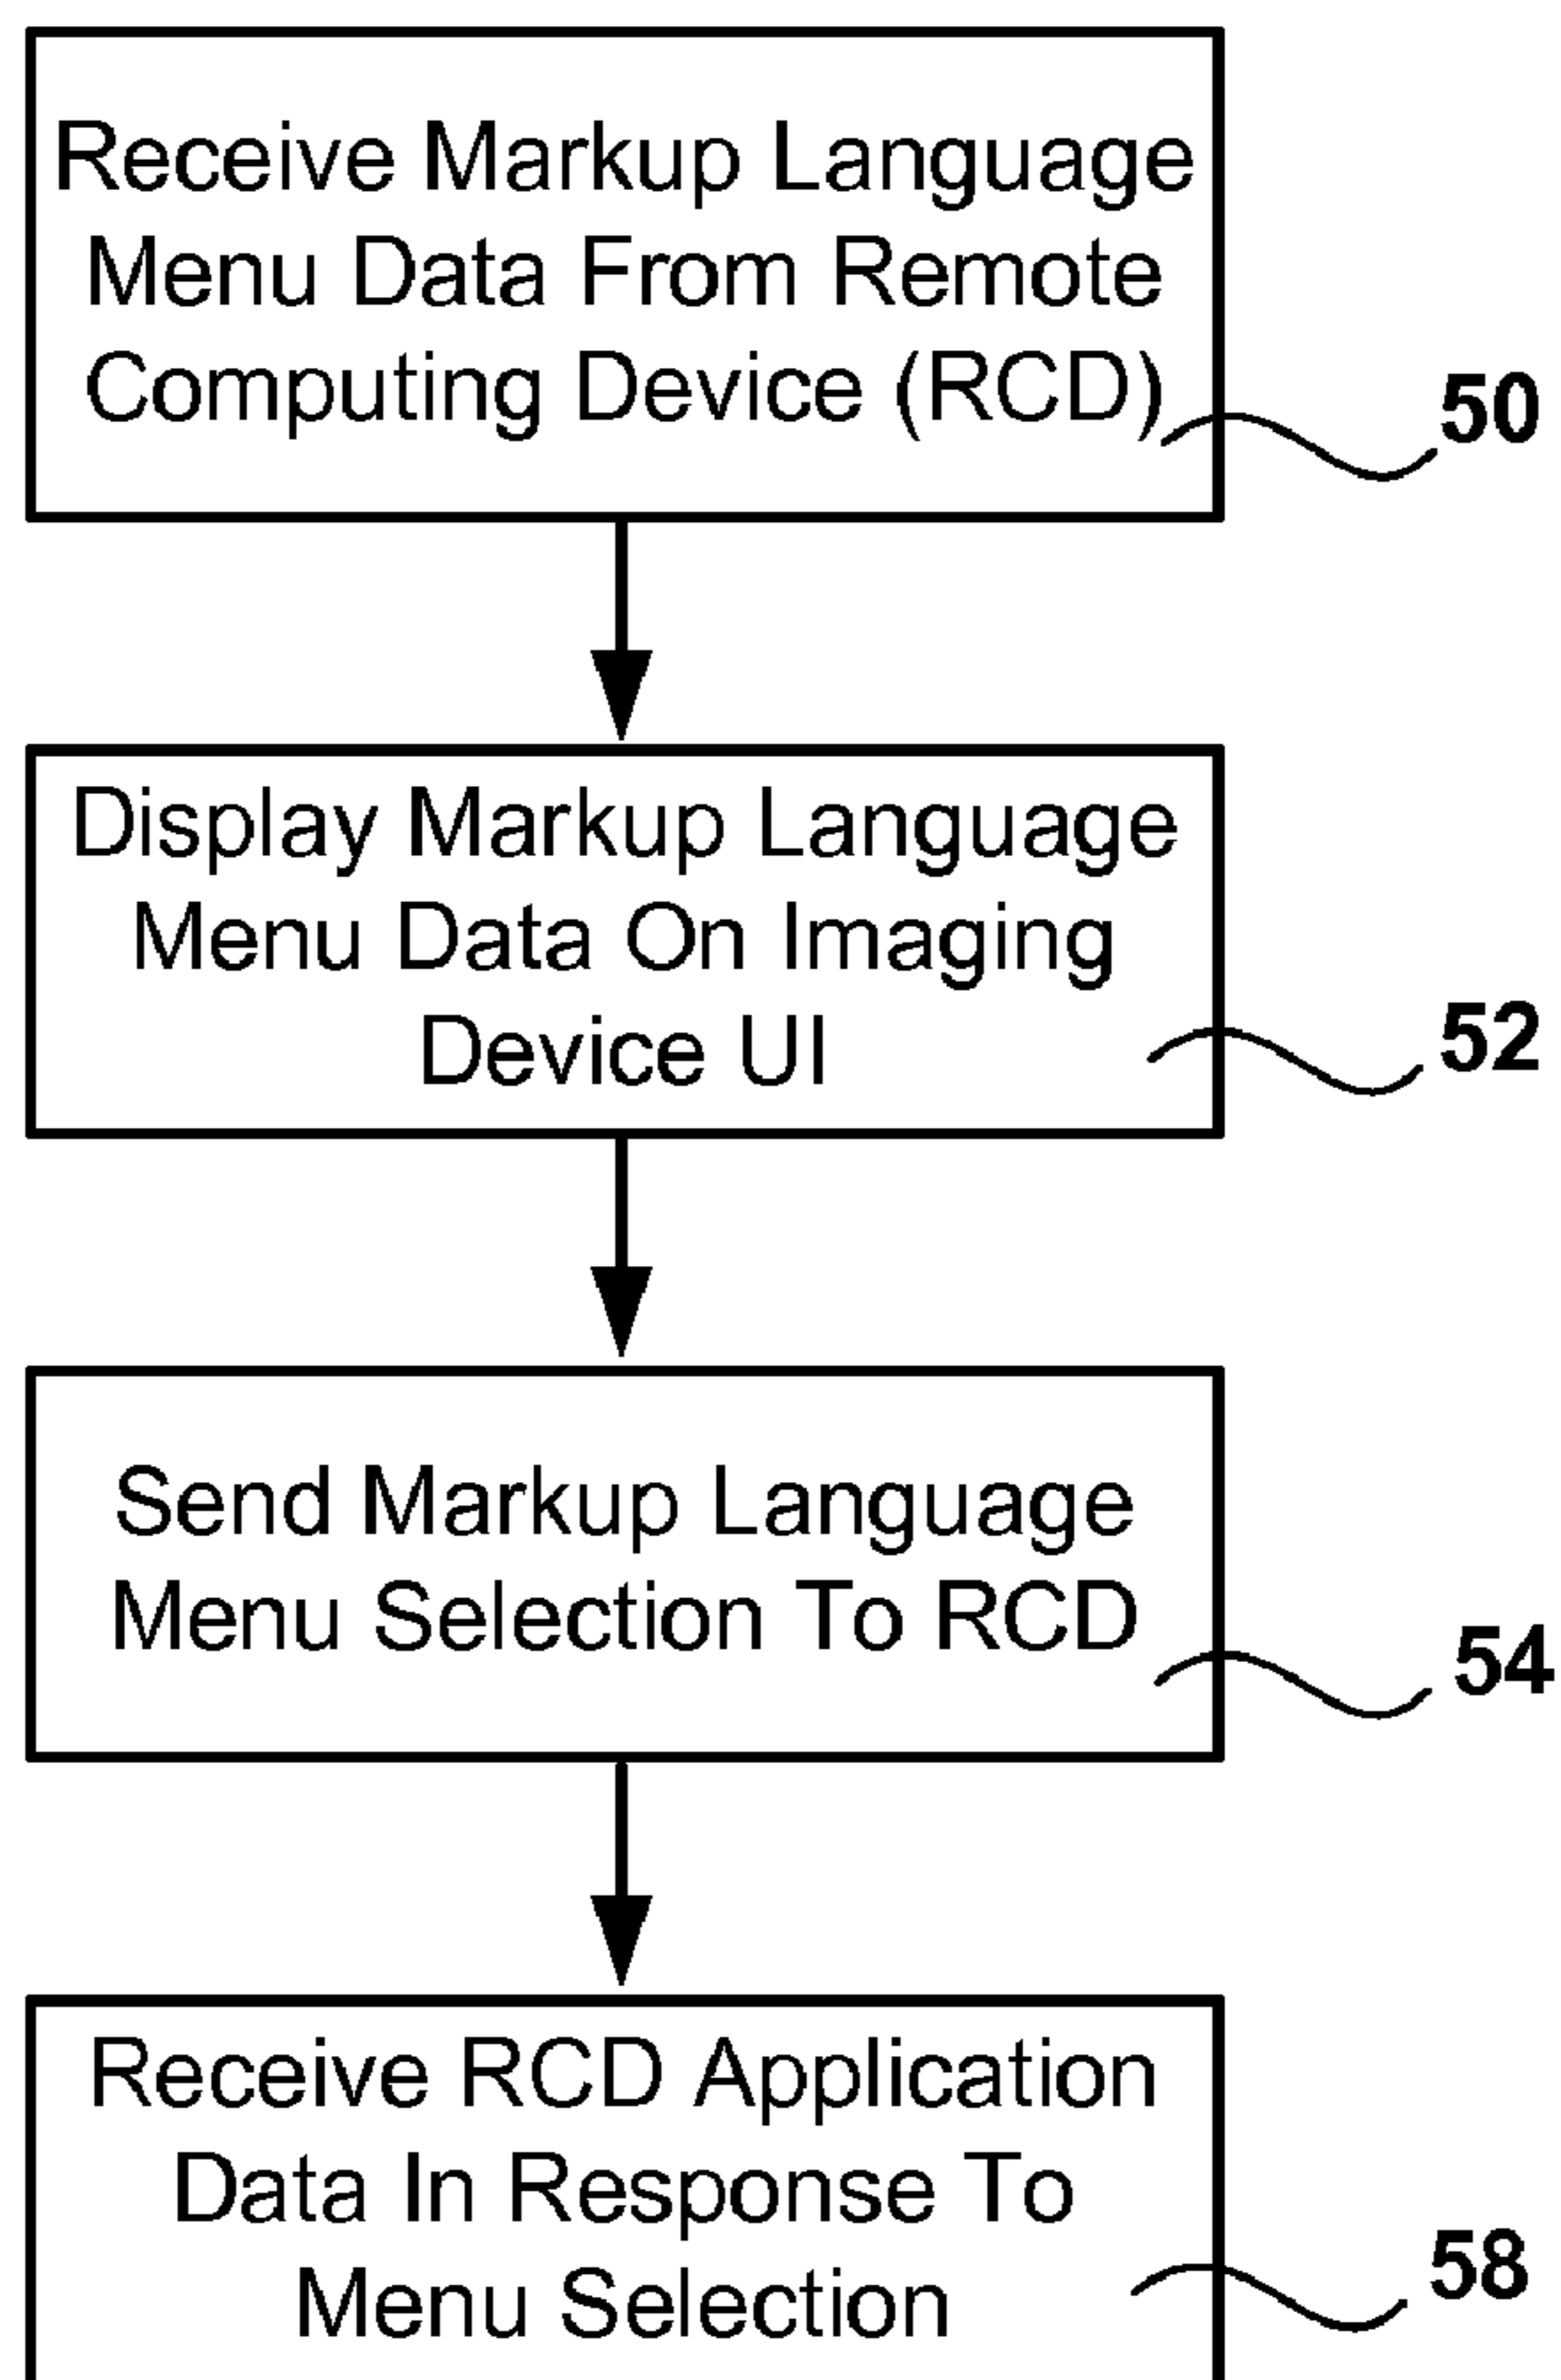 Receive Markup Language
Menu Data From Remote
Computing Device (RCD)
50
Display Markup Language
Menu Data On Imaging
Device UI
52
Send Markup Language
Menu Selection To RCD
54
Receive RCD Application
Data In Response To
Menu Selection
58